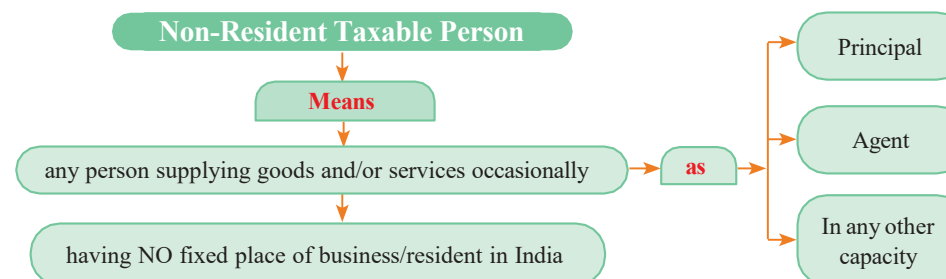 Non-Resident Taxable Person
Means
any person supplying goods and/or services occasionally
having NO fixed place of business/resident in India
as
Principal
Agent
In any other
capacity